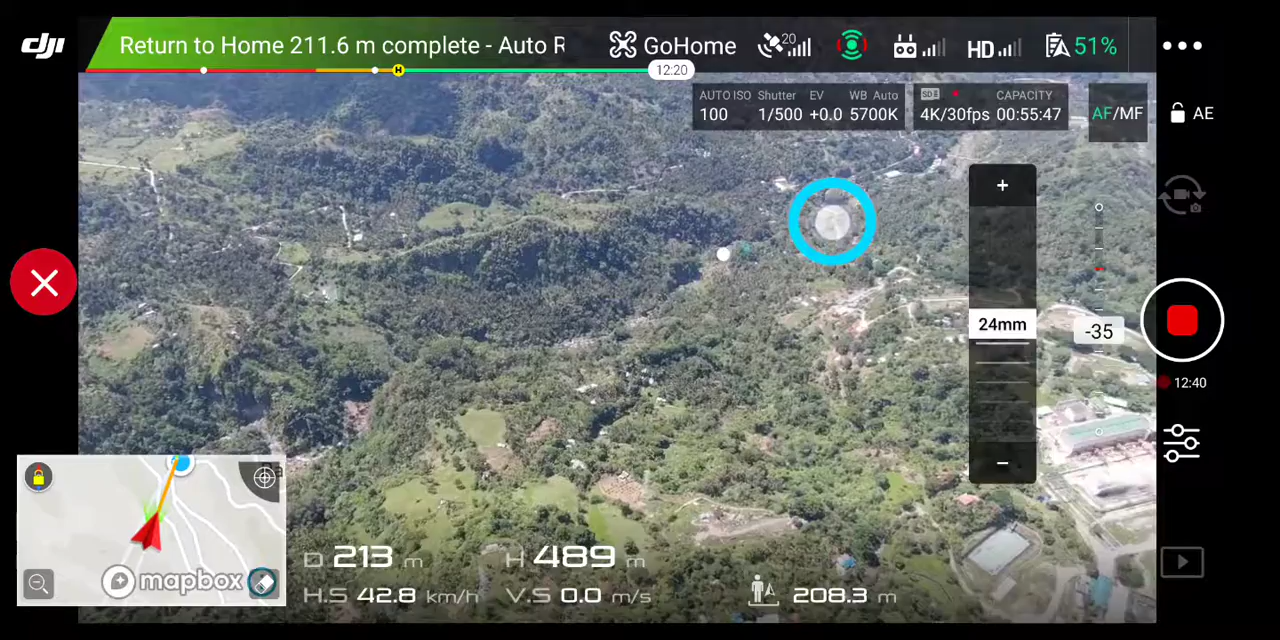 dji
Return to Home 211.6 m complete - Auto R
GoHome
20
HD
51%
12:20
AUTO ISO Shutter EV WB Auto
100 1/500 +0.0 5700K
SD CAPACITY
4K/30fps 00:55:47
AF/MF
AE
+
24mm
−
-35
12:40
H
mapbox
D 213 m
H 489 m
H.S 42.8 km/h
V.S 0.0 m/s
208.3 m